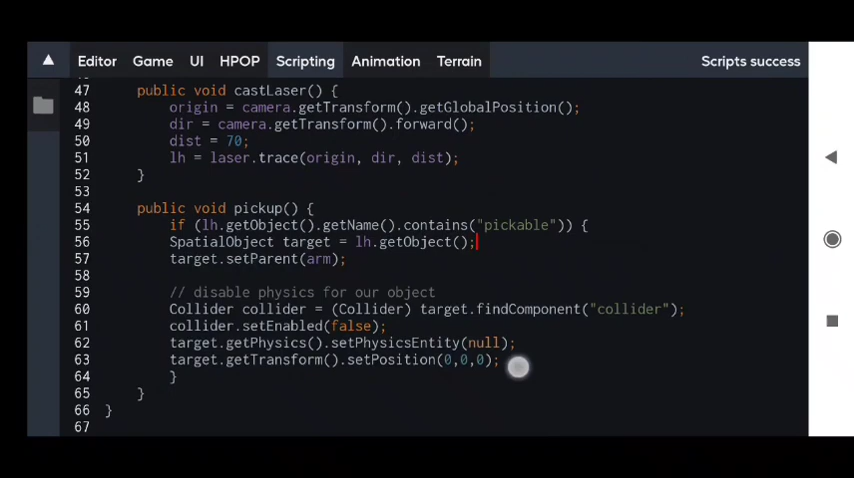 Editor Game UI HPOP Scripting Animation Terrain Scripts success
47 public void castLaser() {
48 origin = camera.getTransform().getGlobalPosition();
49 dir = camera.getTransform().forward();
50 dist = 70;
51 lh = laser.trace(origin, dir, dist);
52 }
53
54 public void pickup() {
55 if (lh.getObject().getName().contains("pickable")) {
56 SpatialObject target = lh.getObject();
57 target.setParent(arm);
58
59 // disable physics for our object
60 Collider collider = (Collider) target.findComponent("collider");
61 collider.setEnabled(false);
62 target.getPhysics().setPhysicsEntity(null);
63 target.getTransform().setPosition(0,0,0);
64 }
65 }
66 }
67